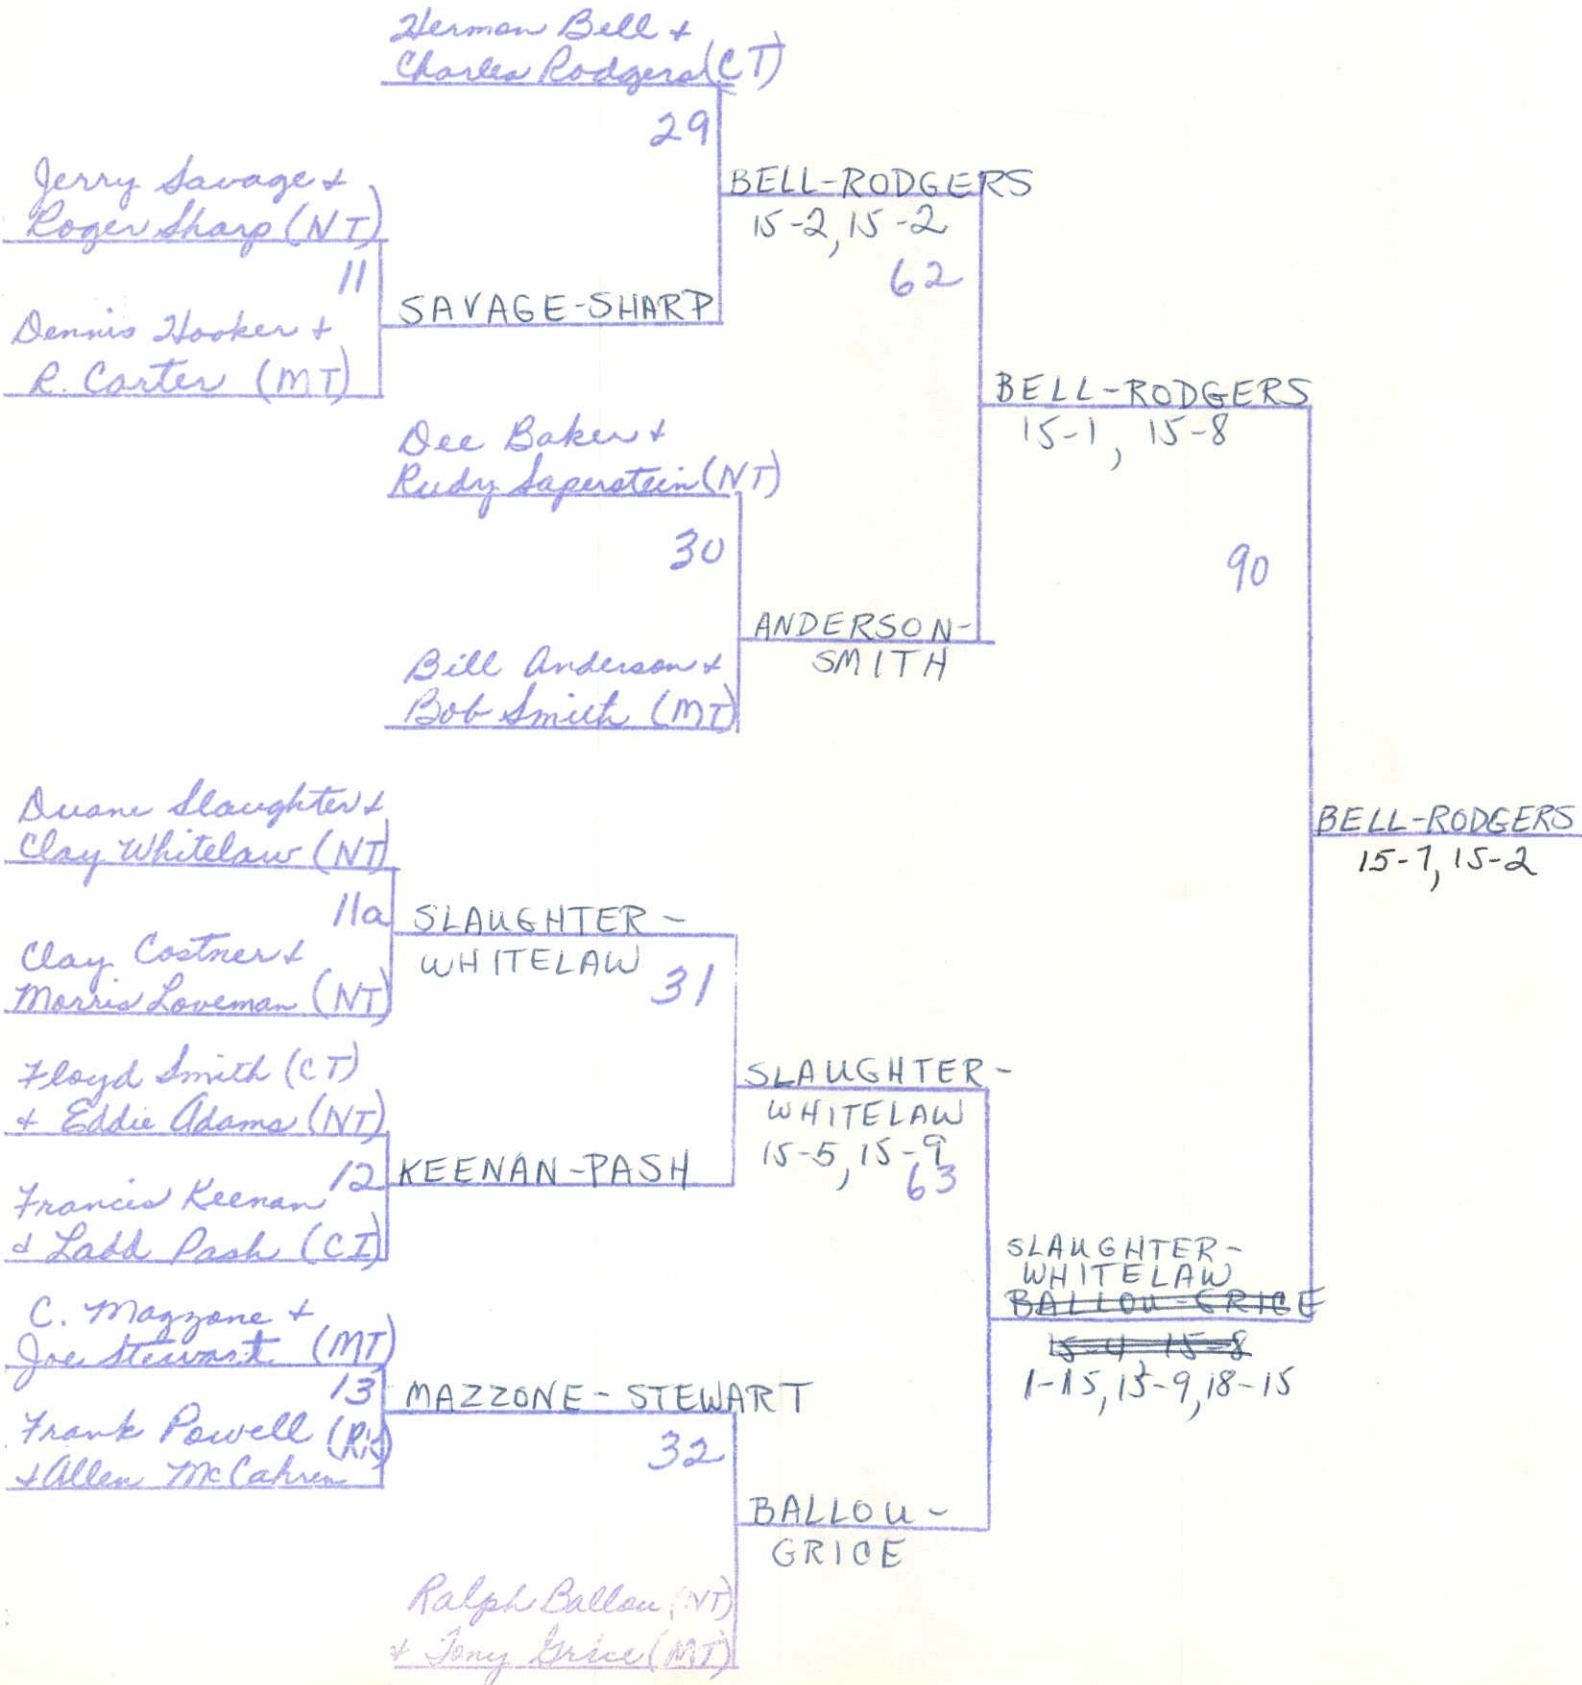 Herman Bell +
Charles Rodgers (CT)
29
Jerry Savage +
Roger Sharp (NT)
BELL-RODGERS
15-2, 15-2
11
62
SAVAGE-SHARP
Dennis Hooker +
R. Carter (MT)
BELL-RODGERS
15-1, 15-8
Dee Baker +
Rudy Saperstein (NT)
30
90
ANDERSON-
SMITH
Bill Anderson +
Bob Smith (MT)
Duane Slaughter +
Clay Whitelaw (NT)
BELL-RODGERS
15-7, 15-2
11a
SLAUGHTER-
WHITELAW
31
Clay Costner +
Morris Loveman (NT)
Floyd Smith (CT)
+ Eddie Adams (NT)
SLAUGHTER-
WHITELAW
15-5, 15-9
63
12
KEENAN-PASH
Francis Keenan
+ Ladd Pash (CI)
SLAUGHTER-
WHITELAW
BALLOU-GRICE
15-4 15-8
1-15, 15-9, 18-15
C. Mazzone +
Joe Stewart (MT)
13
MAZZONE-STEWART
Frank Powell
+ Allen McCahren
32
BALLOU-
GRICE
Ralph Ballou (NT)
+ Tony Grice (MT)